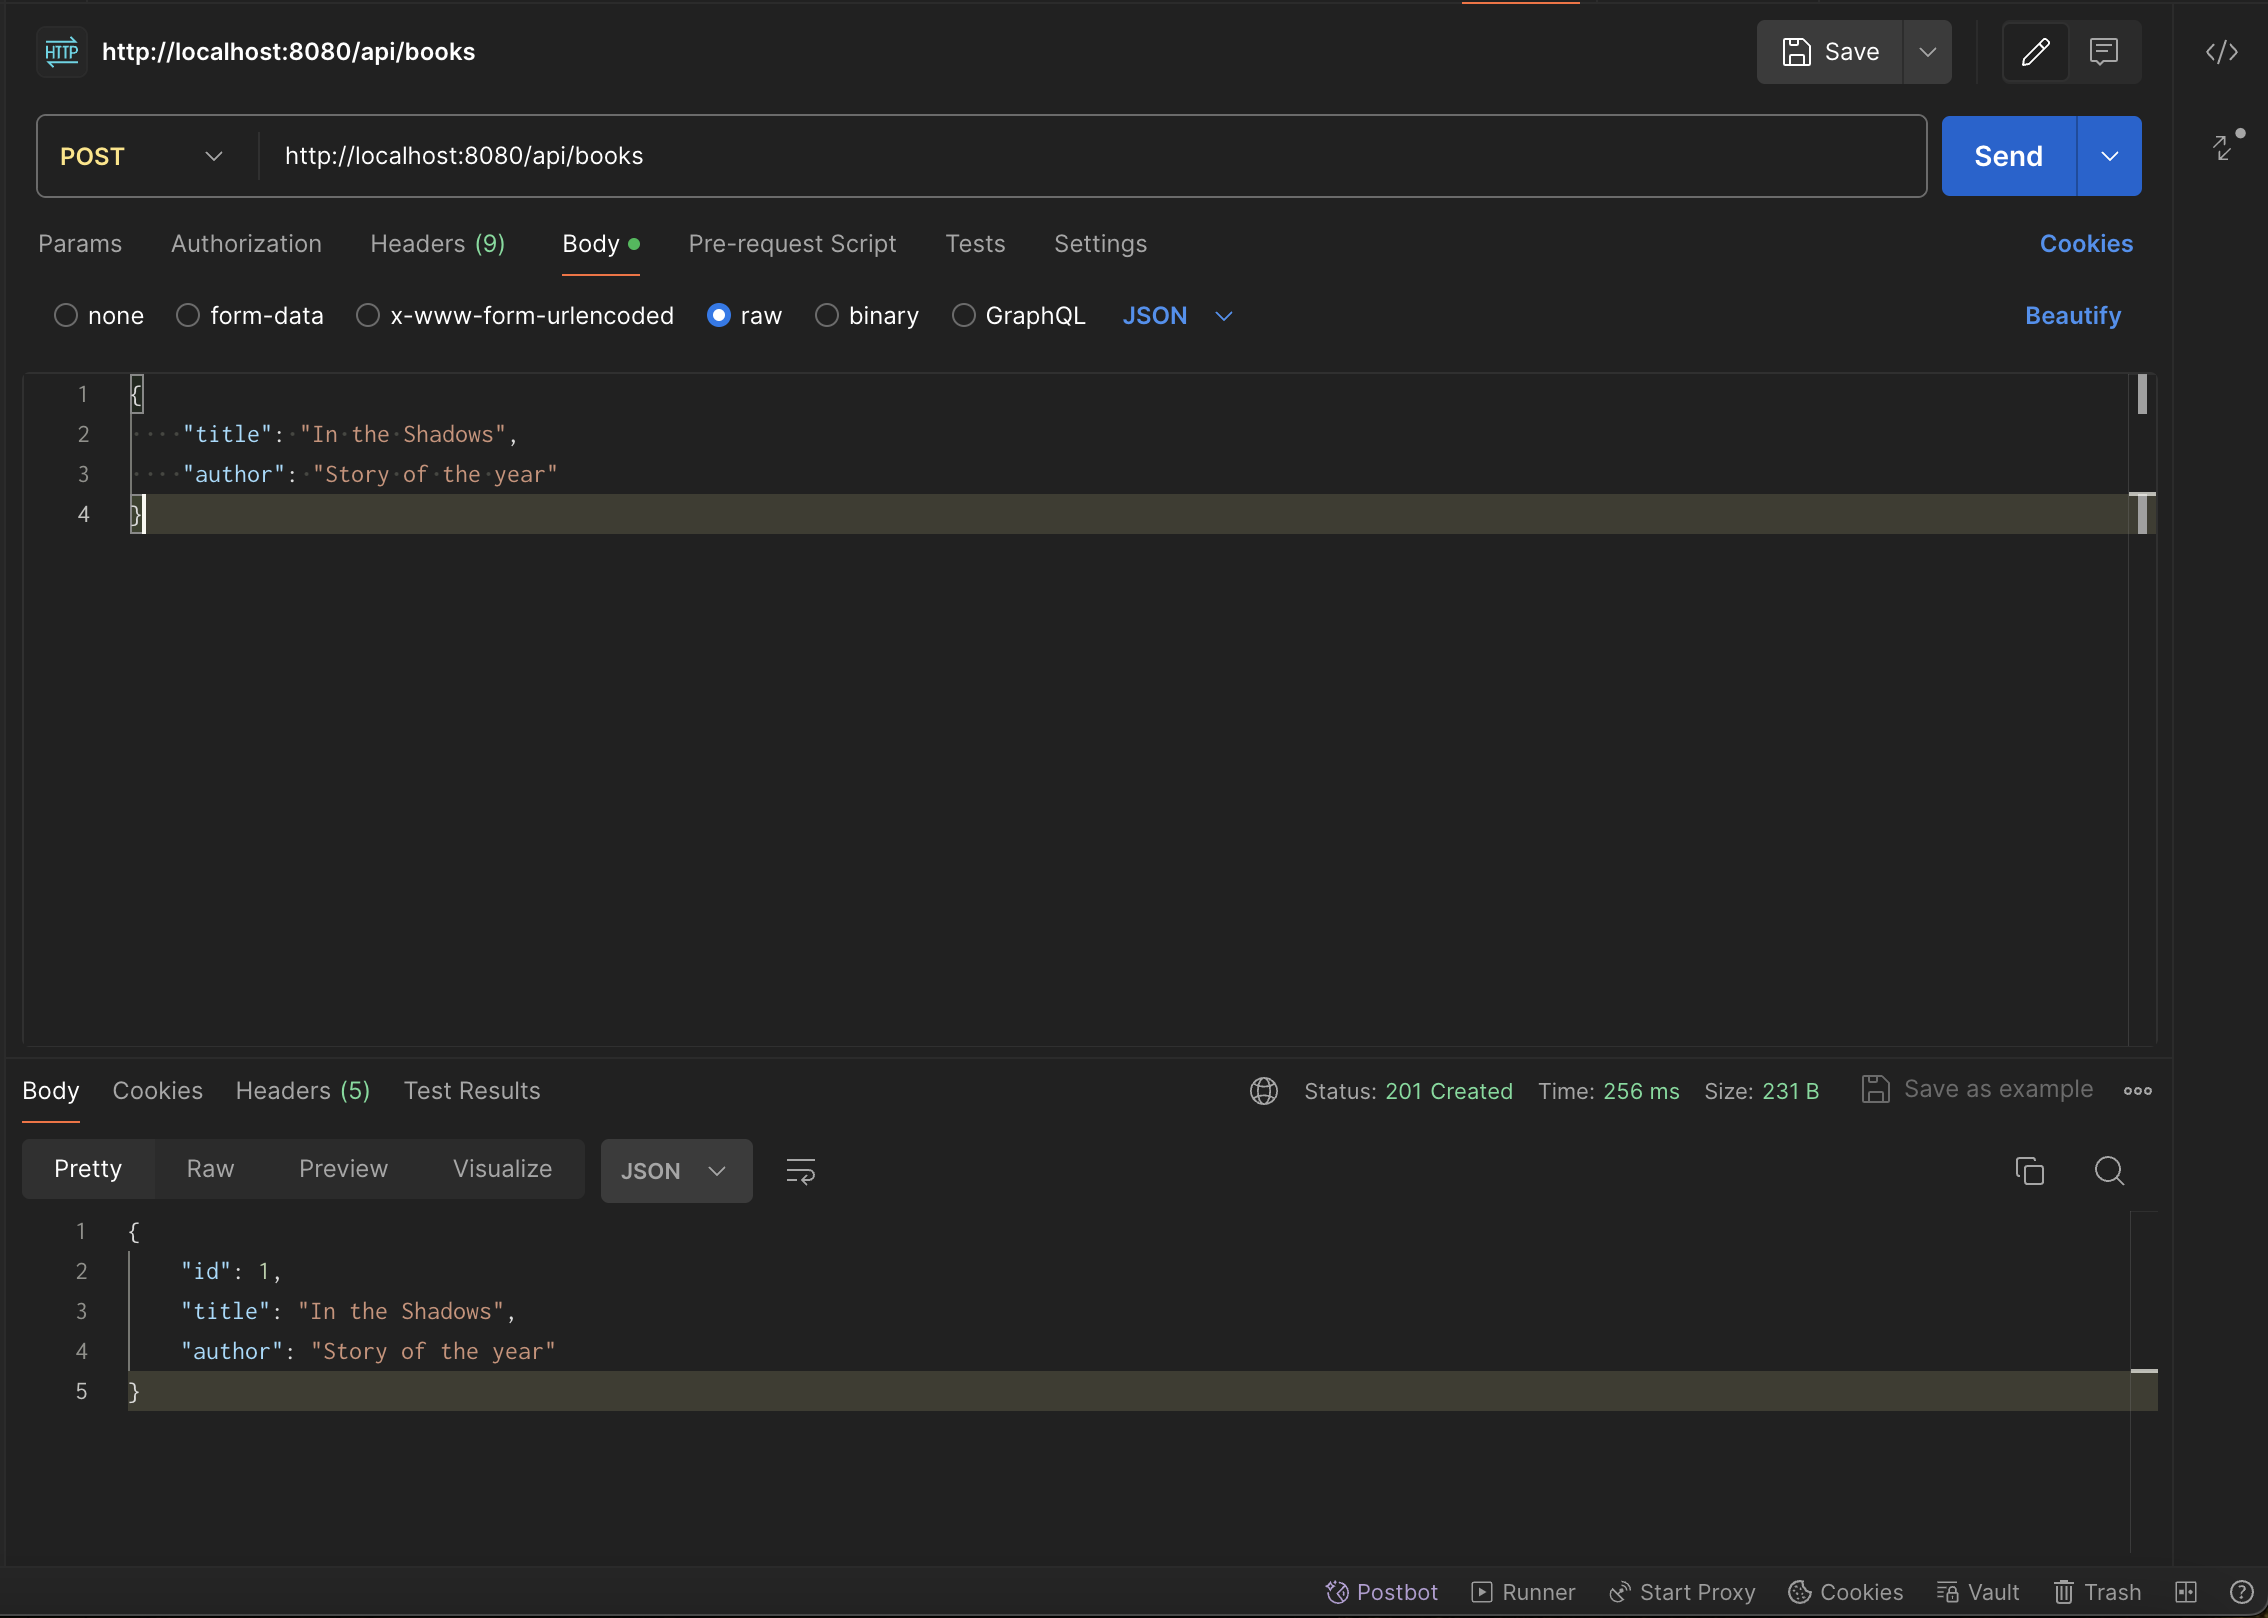 HTTP http://localhost:8080/api/books Save
POST http://localhost:8080/api/books Send
Params Authorization Headers (9) Body Pre-request Script Tests Settings Cookies
none form-data x-www-form-urlencoded raw binary GraphQL JSON Beautify
1 {
2 "title": "In the Shadows",
3 "author": "Story of the year"
4 }
Body Cookies Headers (5) Test Results Status: 201 Created Time: 256 ms Size: 231 B Save as example
Pretty Raw Preview Visualize JSON
1 {
2 "id": 1,
3 "title": "In the Shadows",
4 "author": "Story of the year"
5 }
Postbot Runner Start Proxy Cookies Vault Trash